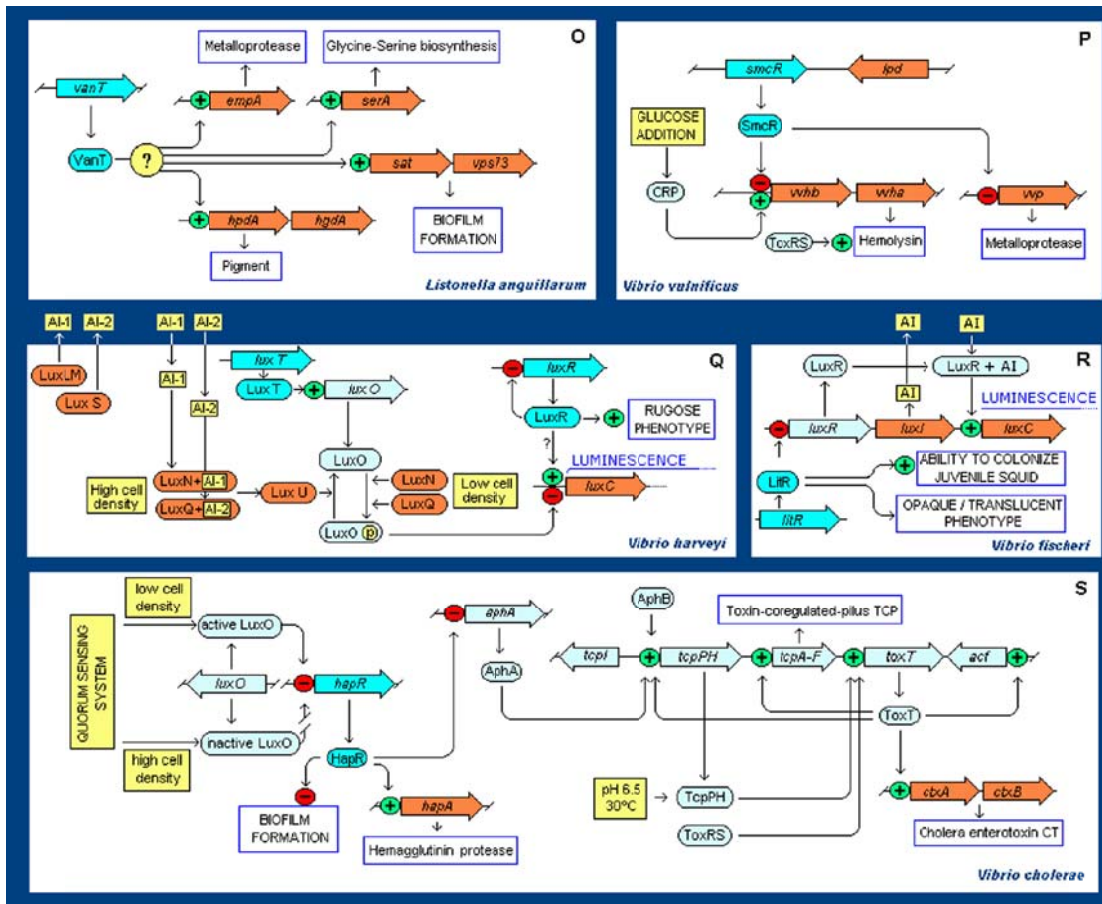 O
Metalloprotease
Glycine-Serine biosynthesis
vanT
empA
serA
VanT
?
sat
vps73
hpdA
hgdA
BIOFILM
FORMATION
Pigment
Listonella anguillarum
P
smcR
lpd
GLUCOSE
ADDITION
SmcR
CRP
vvhb
vvha
vvp
ToxRS
Hemolysin
Metalloprotease
Vibrio vulnificus
AI-1
AI-2
AI-1
AI-2
Q
LuxLM
Lux S
AI-1
AI-2
lux T
Lux T
lux O
luxR
LuxR
RUGOSE
PHENOTYPE
?
LUMINESCENCE
luxC
LuxO
High cell
density
LuxN+AI-1
LuxQ+AI-2
Lux U
LuxN
LuxQ
Low cell
density
LuxO p
Vibrio harveyi
AI
AI
R
LuxR
LuxR + AI
AI
LUMINESCENCE
luxR
luxI
luxC
LitR
ABILITY TO COLONIZE
JUVENILE SQUID
OPAQUE / TRANSLUCENT
PHENOTYPE
litR
Vibrio fischeri
S
low cell
density
QUORUM SENSING
SYSTEM
active LuxO
luxO
hapR
inactive LuxO
high cell
density
HapR
BIOFILM
FORMATION
hapA
Hemagglutinin protease
aphA
AphA
AphB
Toxin-coregulated-pilus TCP
tcpI
tcpPH
tcpA-F
toxT
acf
ToxT
pH 6.5
30ºC
TcpPH
ToxRS
ctxA
ctxB
Cholera enterotoxin CT
Vibrio cholerae